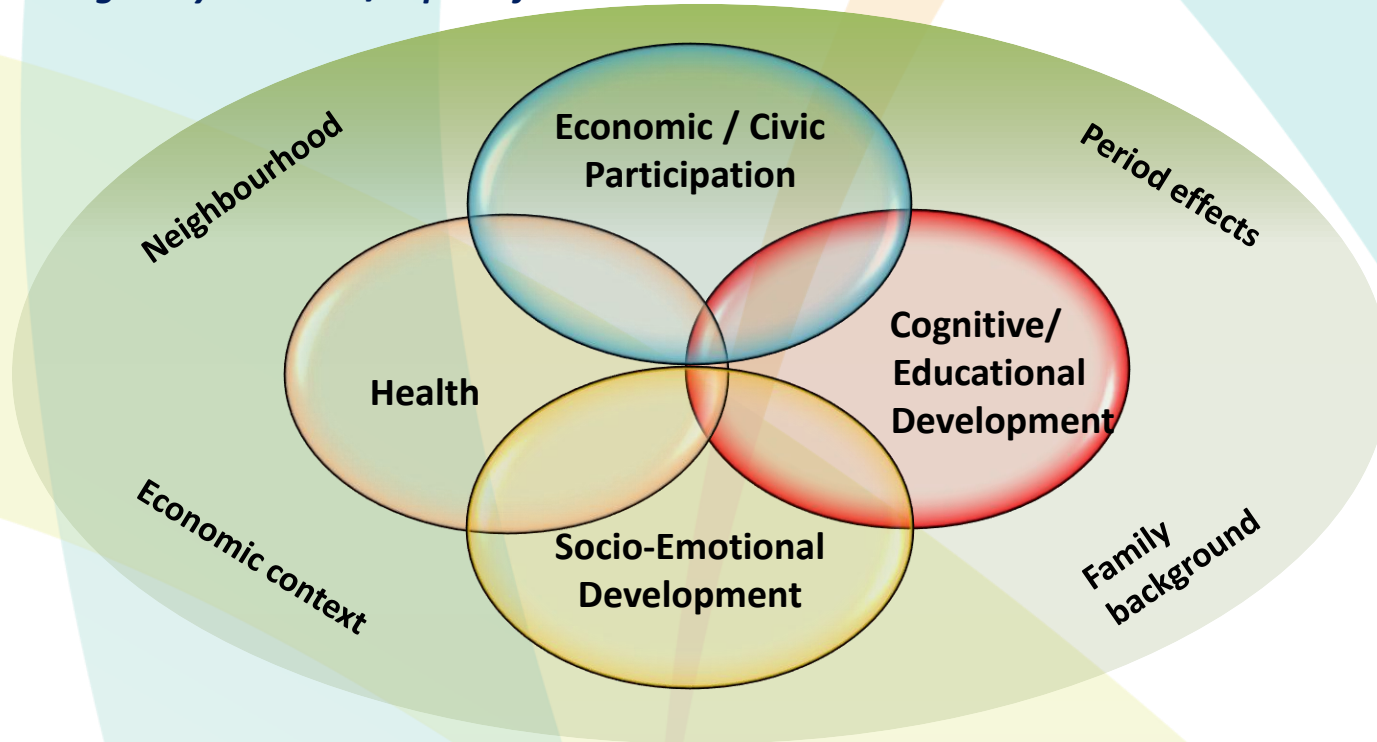 Neighbourhood
Economic / Civic
Participation
Period effects
Health
Cognitive/
Educational
Development
Economic context
Socio-Emotional
Development
Family
background